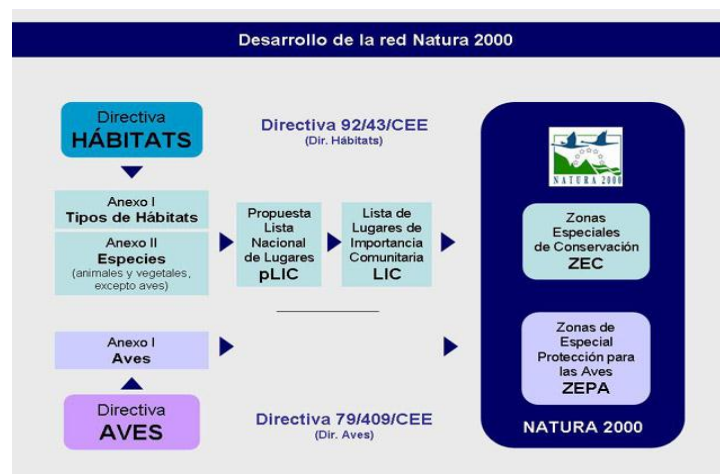 Desarrollo de la red Natura 2000
Directiva
HÁBITATS
Directiva 92/43/CEE
(Dir. Hábitats)
Anexo I
Tipos de Hábitats
Anexo II
Especies
(animales y vegetales,
excepto aves)
Propuesta
Lista
Nacional
de Lugares
pLIC
Lista de
Lugares de
Importancia
Comunitaria
LIC
NATURA 2000
Zonas
Especiales
de Conservación
ZEC
Anexo I
Aves
Directiva
AVES
Directiva 79/409/CEE
(Dir. Aves)
Zonas de
Especial
Protección para
las Aves
ZEPA
NATURA 2000